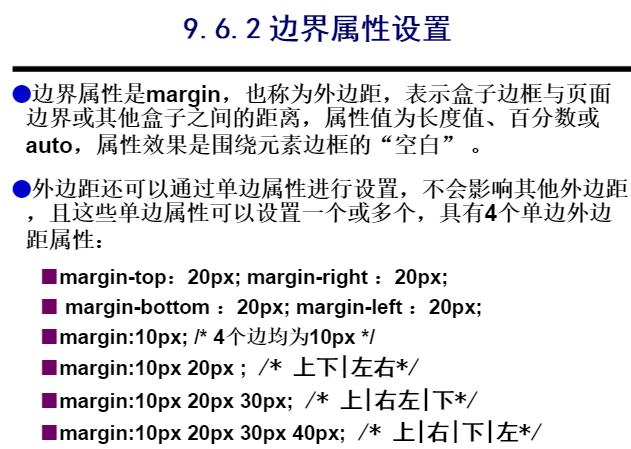 9.6.2 边界属性设置
●边界属性是margin，也称为外边距，表示盒子边框与页面
边界或其他盒子之间的距离，属性值为长度值、百分数或
auto，属性效果是围绕元素边框的“空白” 。
●外边距还可以通过单边属性进行设置，不会影响其他外边距
，且这些单边属性可以设置一个或多个，具有4个单边外边
距属性：
■margin-top：20px; margin-right ：20px;
■ margin-bottom ：20px; margin-left ：20px;
■margin:10px; /* 4个边均为10px */
■margin:10px 20px ; /* 上下|左右*/
■margin:10px 20px 30px; /* 上|右左|下*/
■margin:10px 20px 30px 40px; /* 上|右|下|左*/